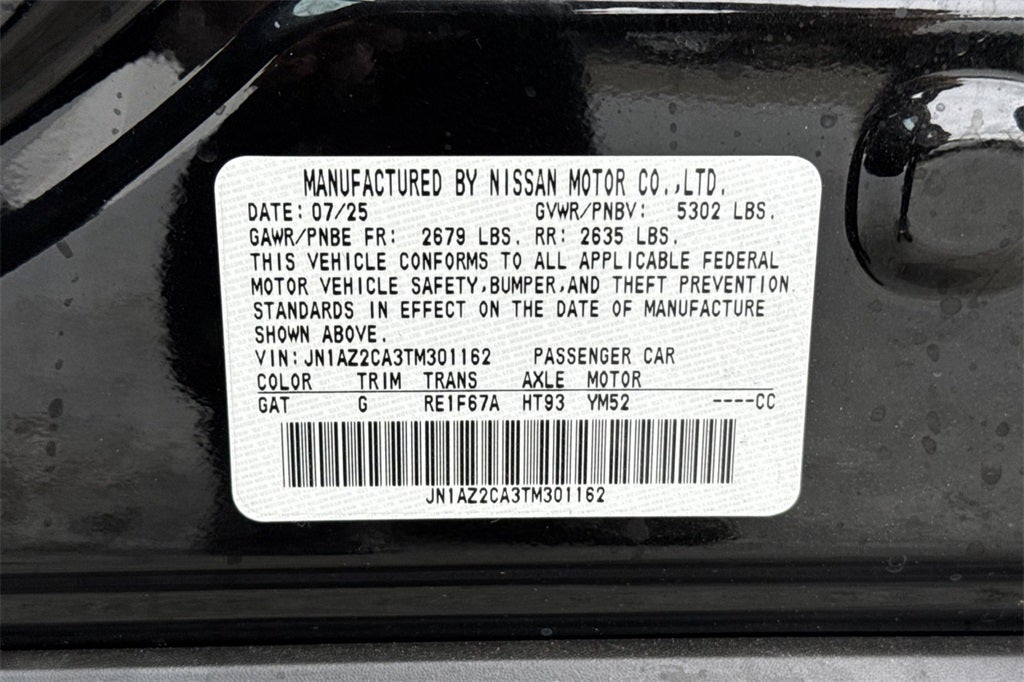 MANUFACTURED BY NISSAN MOTOR CO.,LTD.
DATE: 07/25 GVWR/PNBV: 5302 LBS.
GAWR/PNBE FR: 2679 LBS. RR: 2635 LBS.
THIS VEHICLE CONFORMS TO ALL APPLICABLE FEDERAL
MOTOR VEHICLE SAFETY,BUMPER,AND THEFT PREVENTION
STANDARDS IN EFFECT ON THE DATE OF MANUFACTURE
SHOWN ABOVE.
VIN:JN1AZ2CA3TM301162 PASSENGER CAR
COLOR TRIM TRANS AXLE MOTOR
GAT G RE1F67A HT93 YM52 ----CC
JN1AZ2CA3TM301162